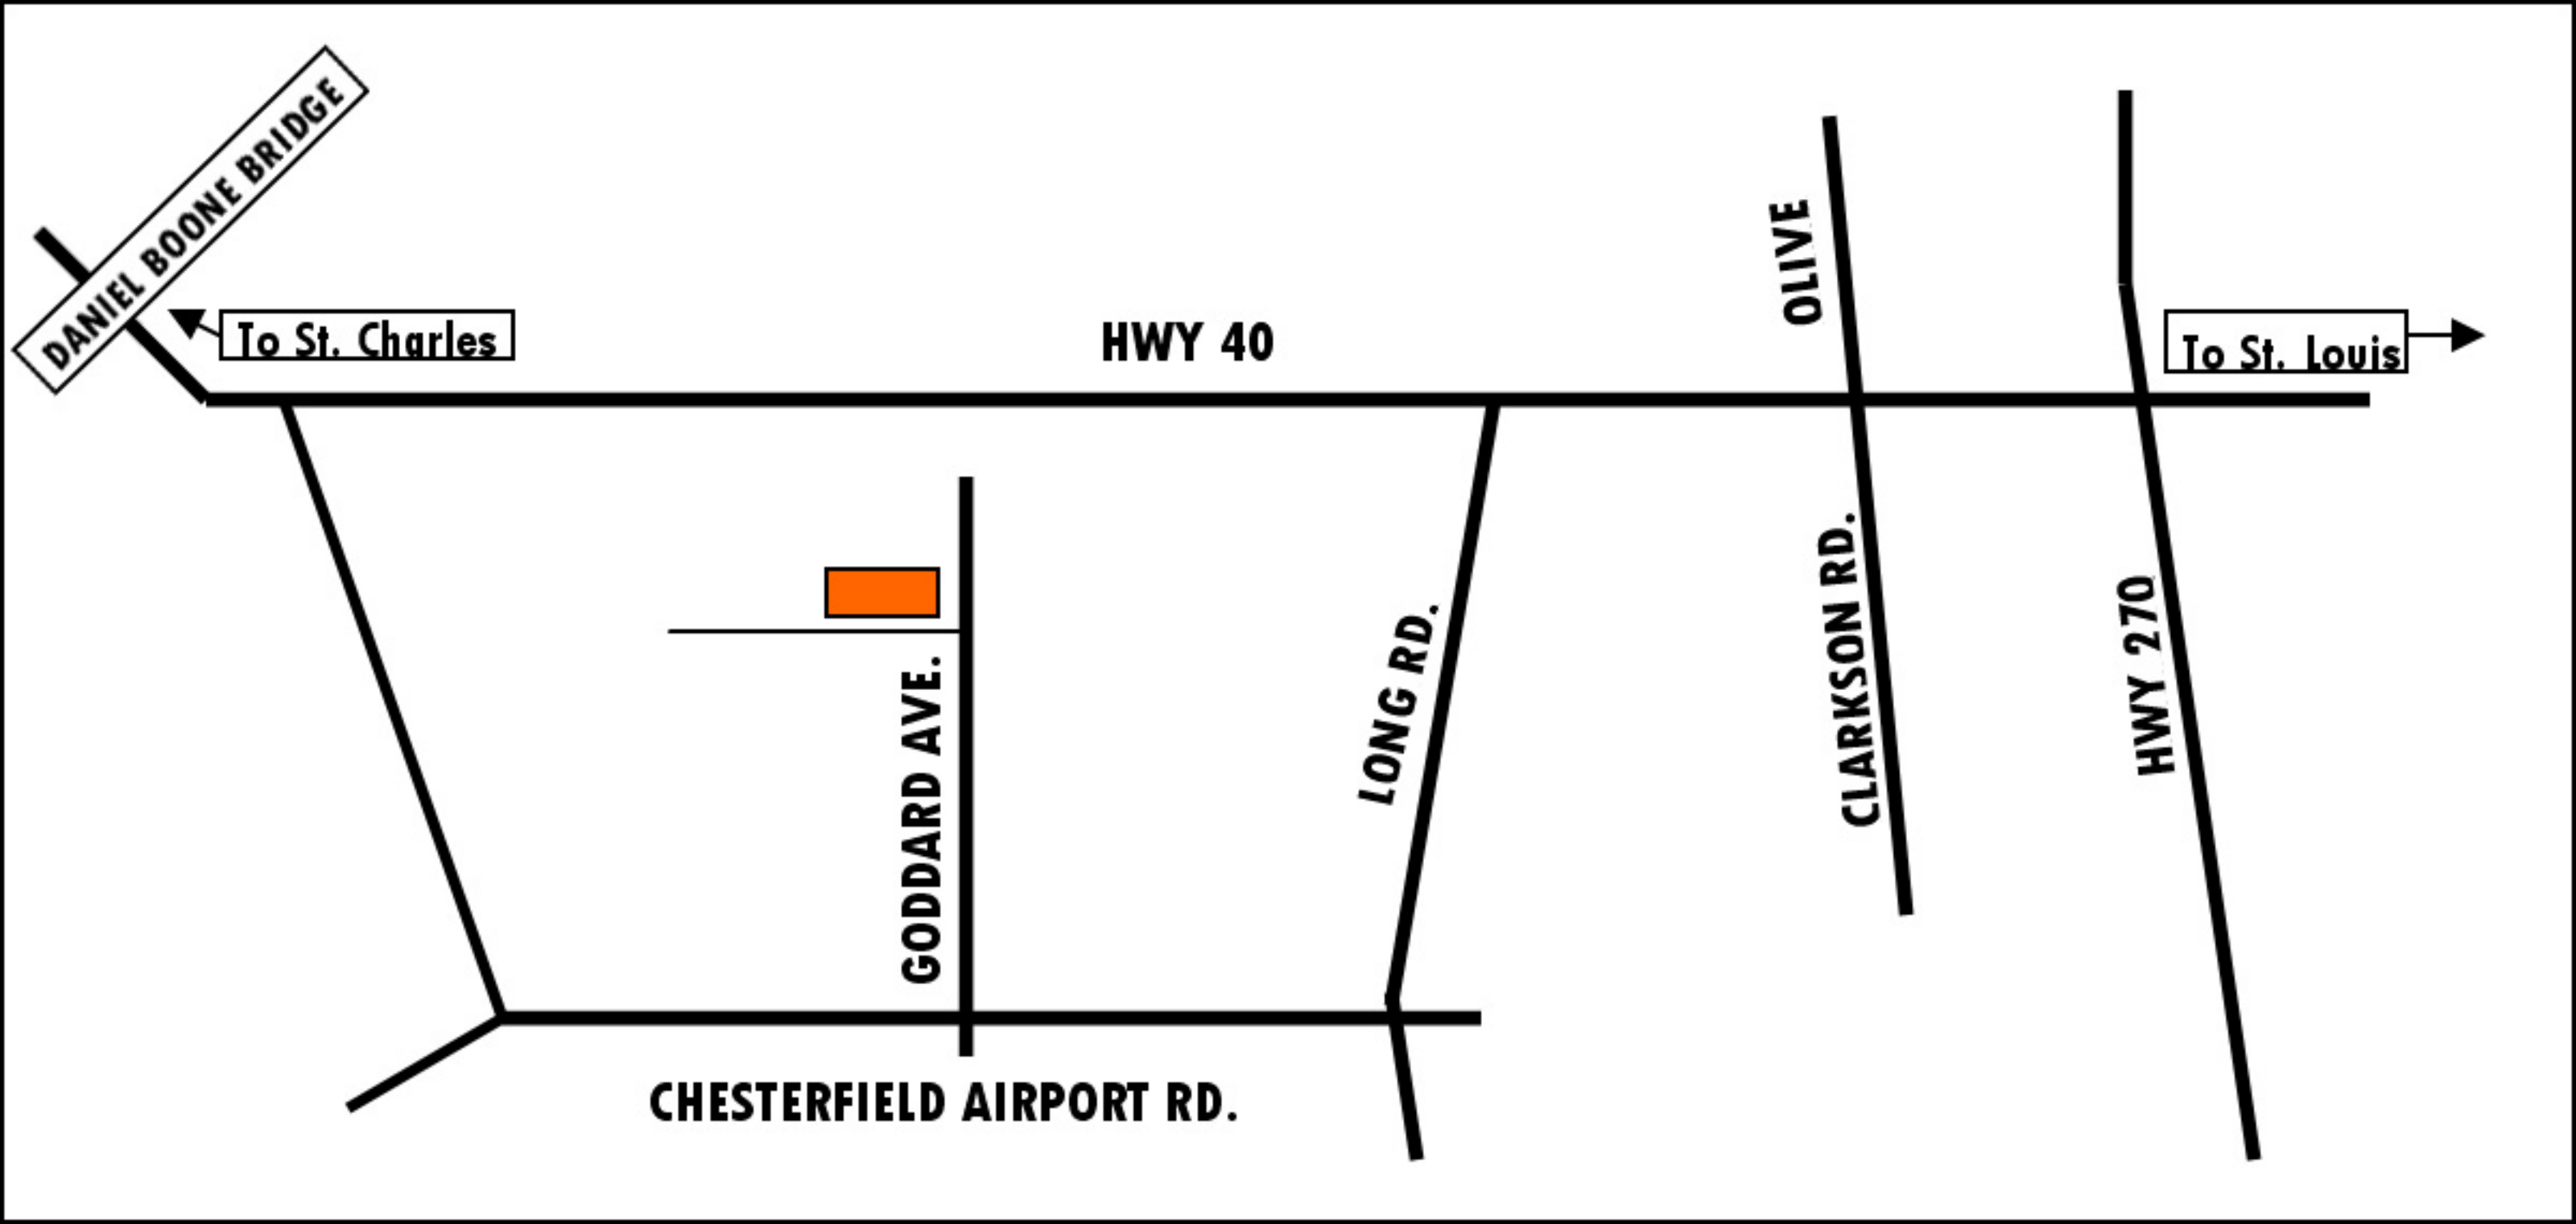 DANIEL BOONE BRIDGE
To St. Charles
HWY 40
OLIVE
To St. Louis
GODDARD AVE.
LONG RD.
CLARKSON RD.
HWY 270
CHESTERFIELD AIRPORT RD.